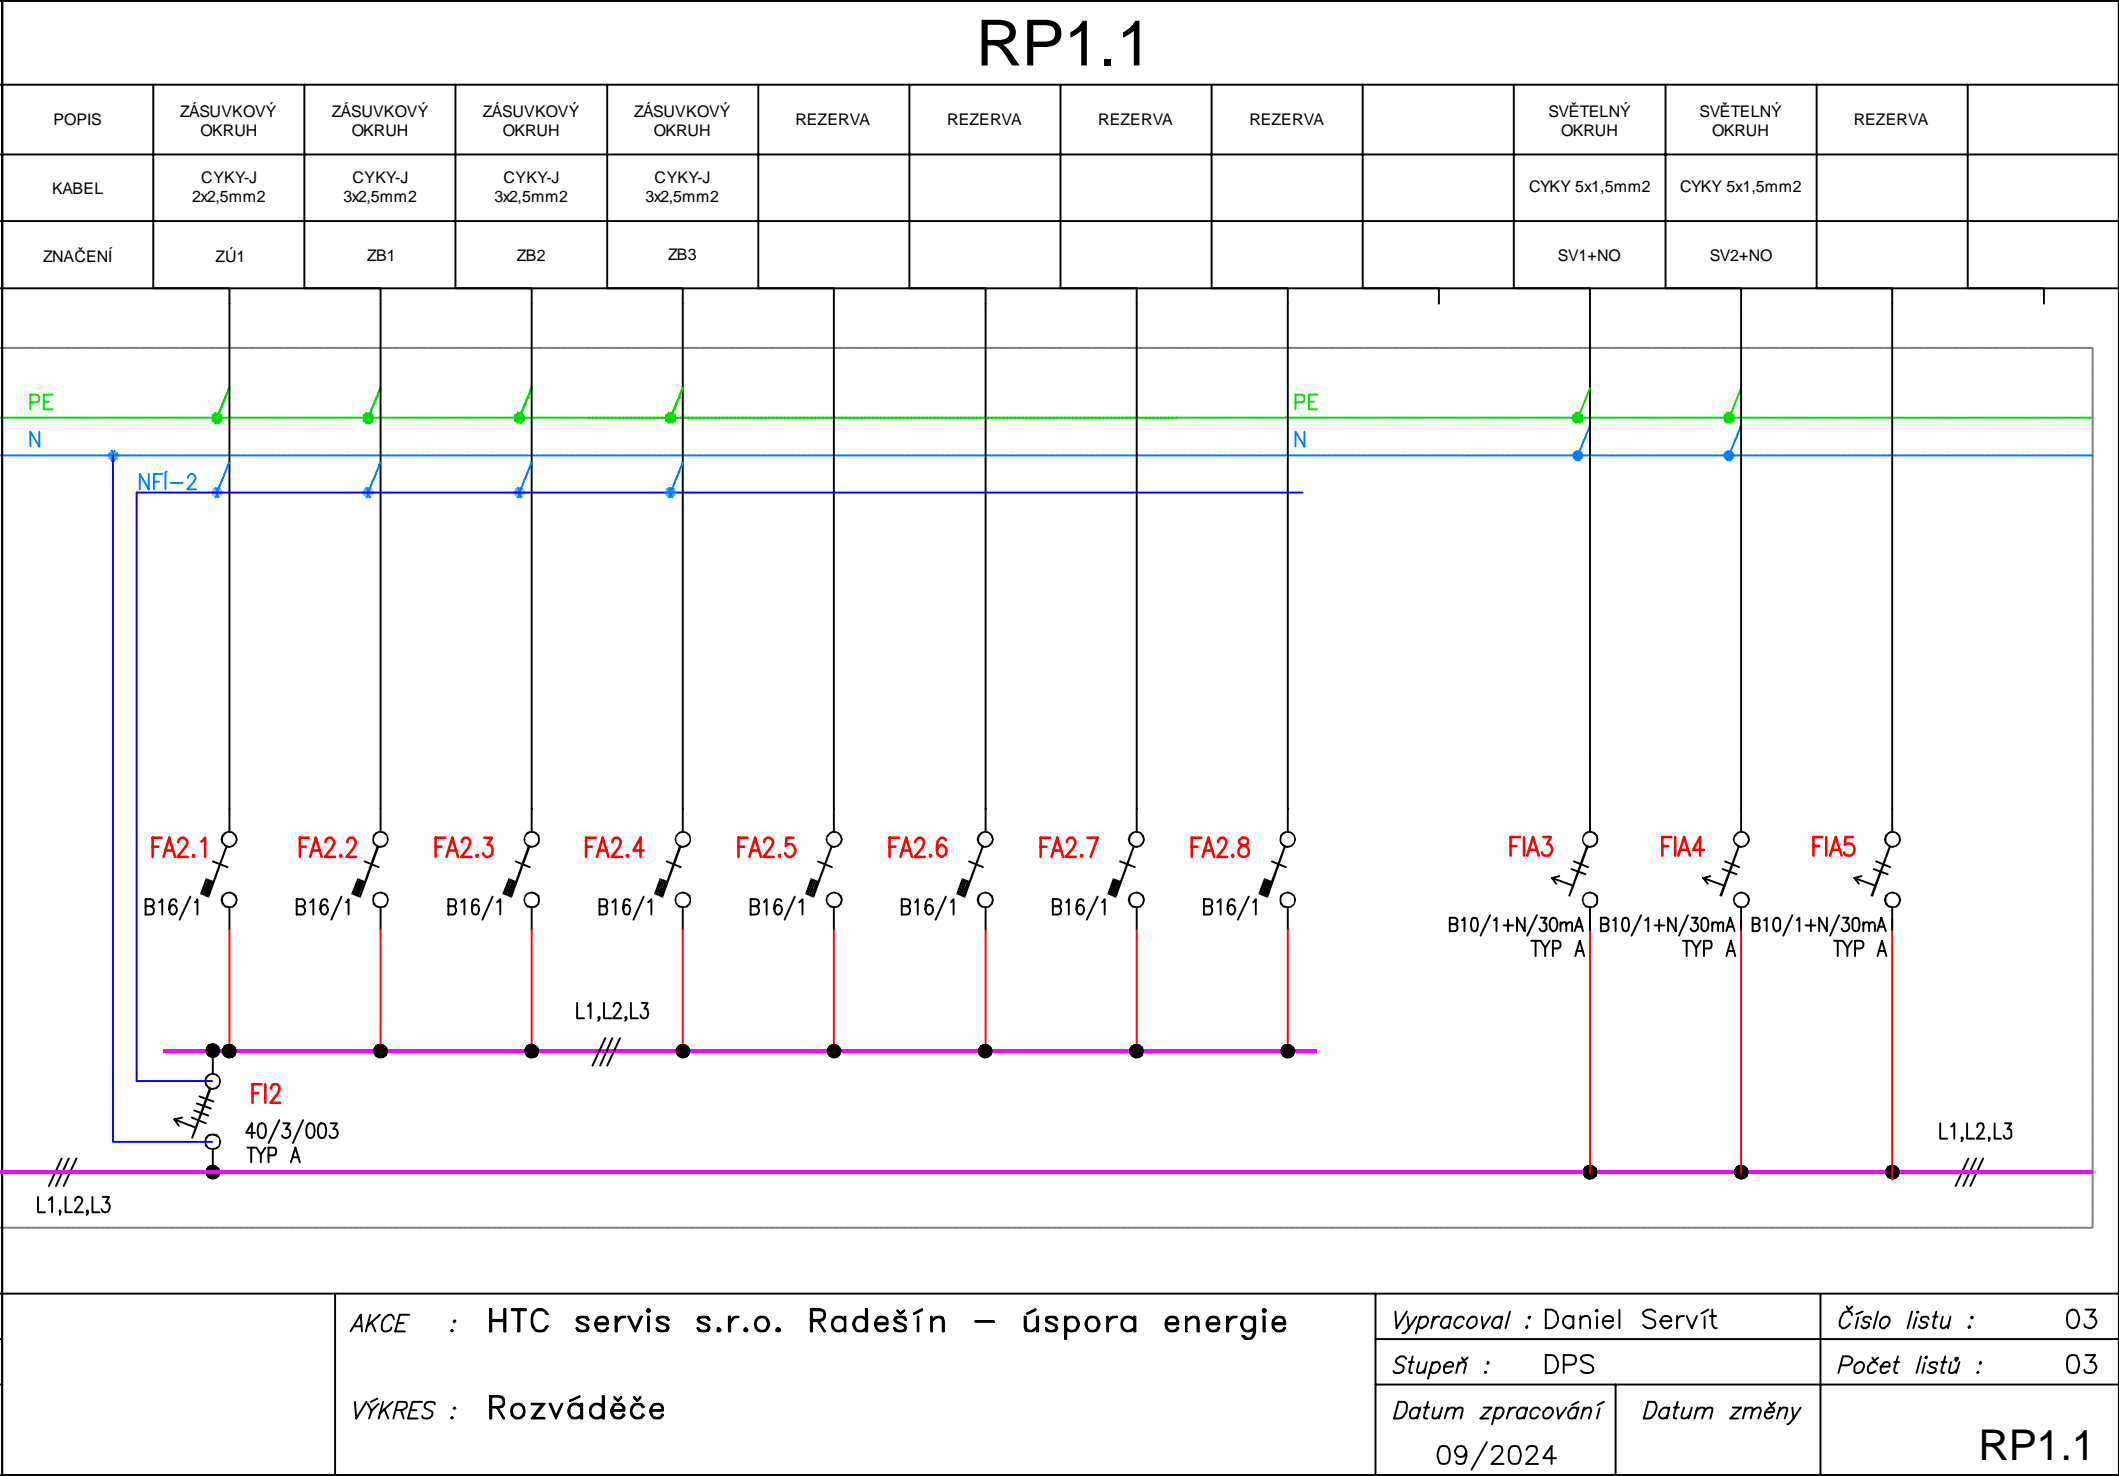 RP1.1
POPIS
ZÁSUVKOVÝ
OKRUH
ZÁSUVKOVÝ
OKRUH
ZÁSUVKOVÝ
OKRUH
ZÁSUVKOVÝ
OKRUH
REZERVA
REZERVA
REZERVA
REZERVA
SVĚTELNÝ
OKRUH
SVĚTELNÝ
OKRUH
REZERVA
KABEL
CYKY-J
2x2,5mm2
CYKY-J
3x2,5mm2
CYKY-J
3x2,5mm2
CYKY-J
3x2,5mm2
CYKY 5x1,5mm2
CYKY 5x1,5mm2
ZNAČENÍ
ZÚ1
ZB1
ZB2
ZB3
SV1+NO
SV2+NO
PE
PE
N
N
NFÍ-2
FA2.1
FA2.2
FA2.3
FA2.4
FA2.5
FA2.6
FA2.7
FA2.8
FIA3
FIA4
FIA5
B16/1
B16/1
B16/1
B16/1
B16/1
B16/1
B16/1
B16/1
B10/1+N/30mA
TYP A
B10/1+N/30mA
TYP A
B10/1+N/30mA
TYP A
L1,L2,L3
FI2
40/3/003
TYP A
L1,L2,L3
L1,L2,L3
AKCE : HTC servis s.r.o. Radešín – úspora energie
VÝKRES : Rozváděče
Vypracoval : Daniel Servít
Číslo listu : 03
Stupeň : DPS
Počet listů : 03
Datum zpracování
09/2024
Datum změny
RP1.1